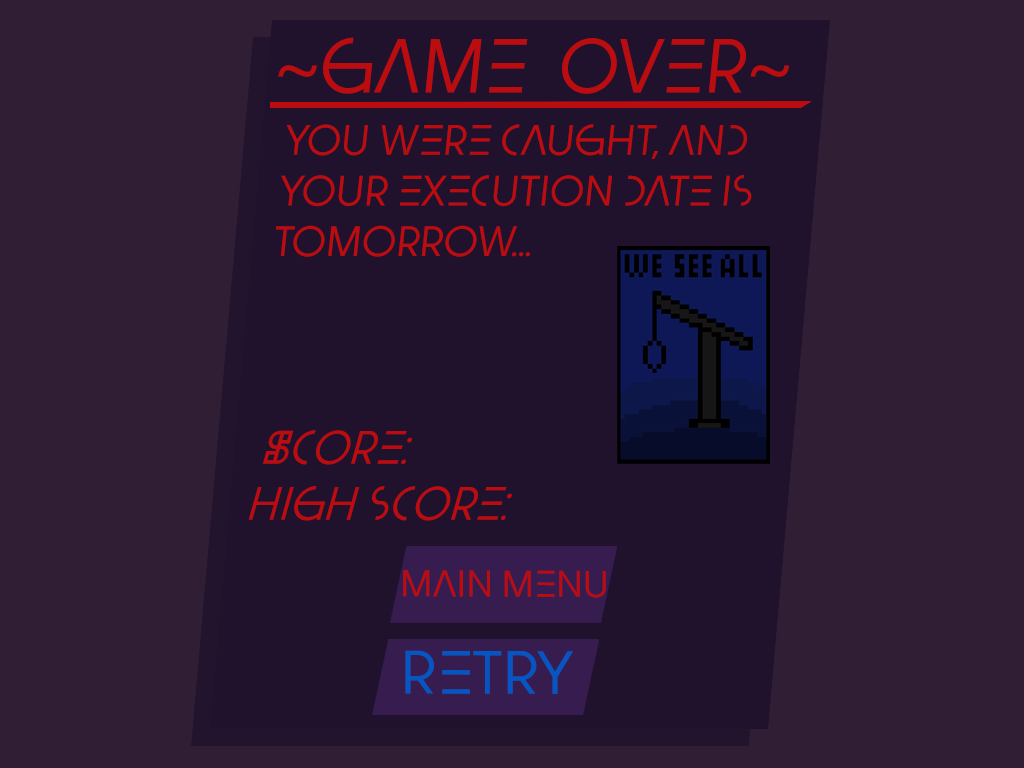 ~GAME OVER~
YOU WERE CAUGHT, AND
YOUR EXECUTION DATE IS
TOMORROW...
WE SEE ALL
SCORE:
HIGH SCORE:
MAIN MENU
RETRY